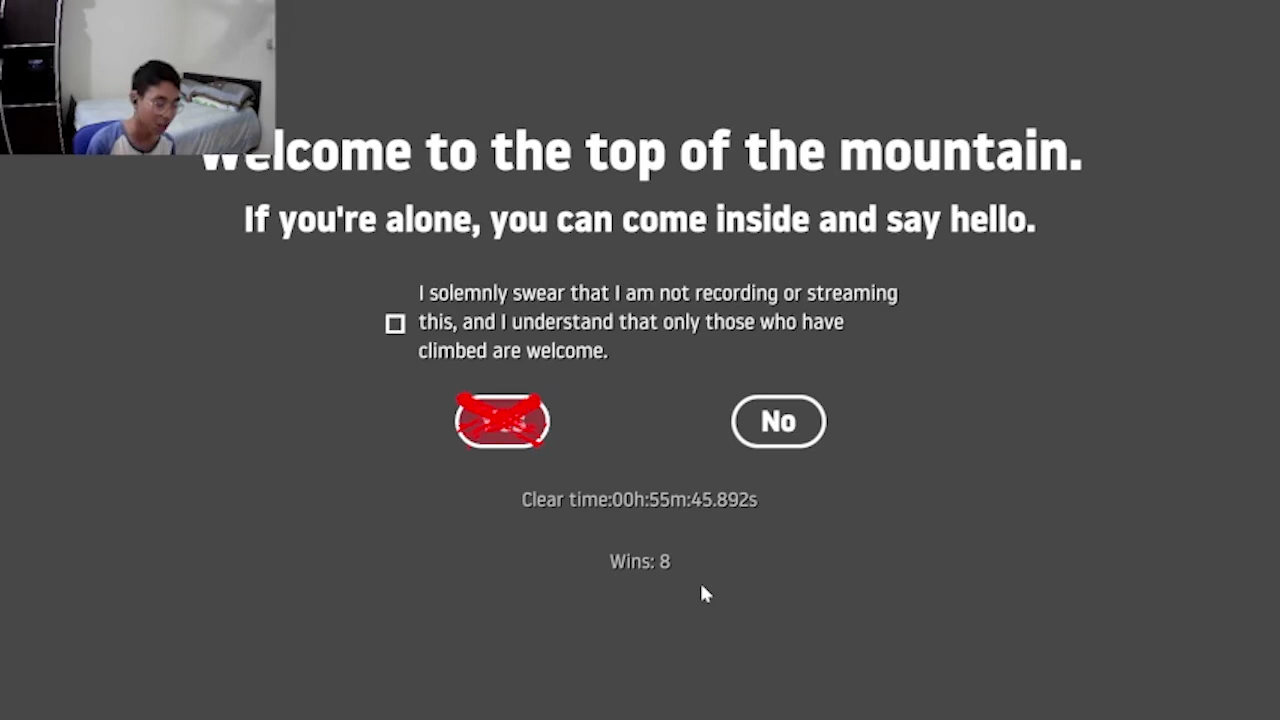 Welcome to the top of the mountain.
If you're alone, you can come inside and say hello.
I solemnly swear that I am not recording or streaming
this, and I understand that only those who have
climbed are welcome.
No
Clear time:00h:55m:45.892s
Wins: 8